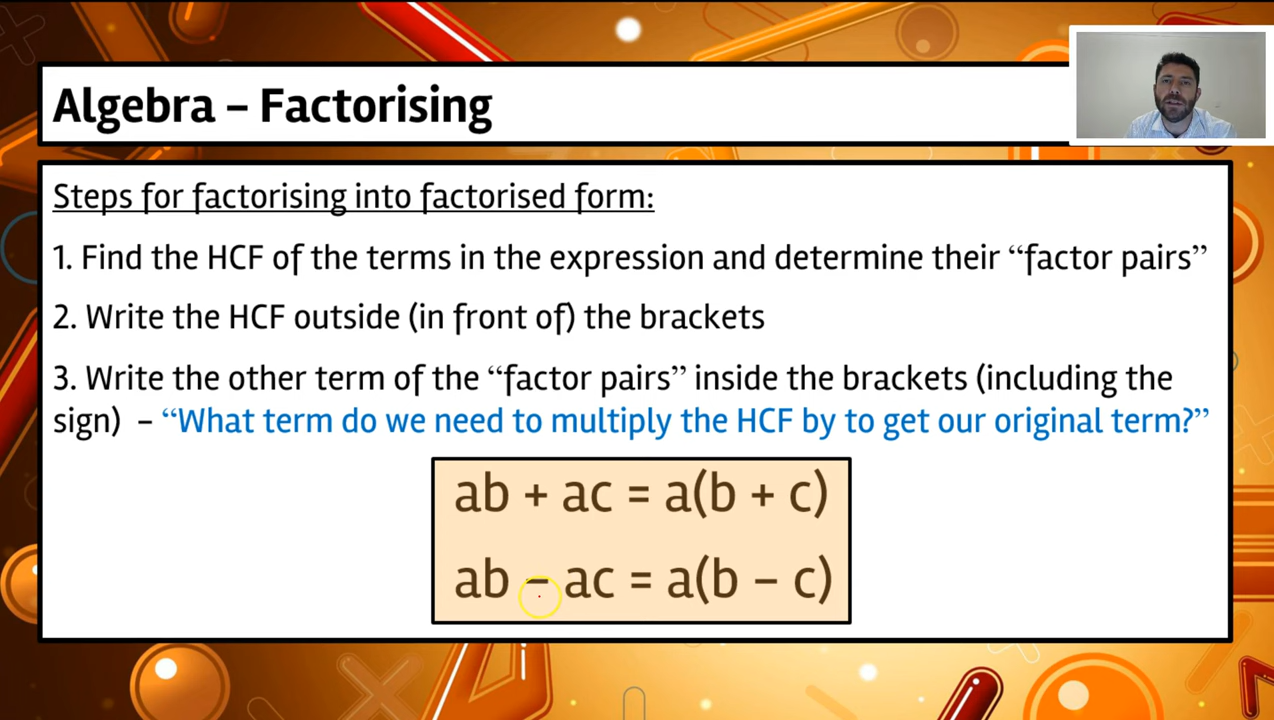 Algebra – Factorising
Steps for factorising into factorised form:
1. Find the HCF of the terms in the expression and determine their “factor pairs”
2. Write the HCF outside (in front of) the brackets
3. Write the other term of the “factor pairs” inside the brackets (including the
sign) – “What term do we need to multiply the HCF by to get our original term?”
ab + ac = a(b + c)
ab – ac = a(b – c)